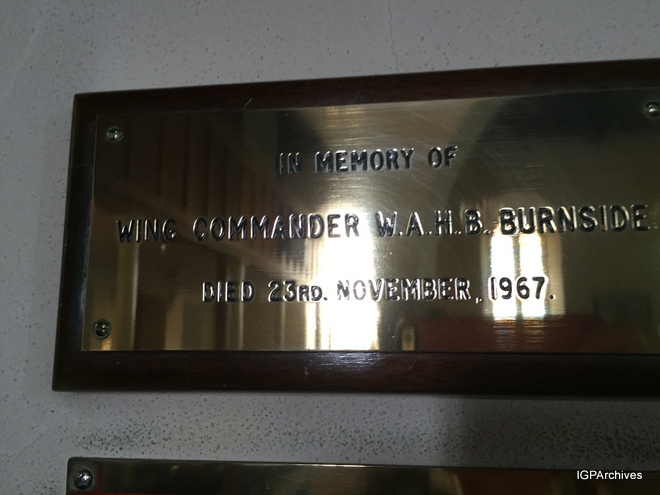 IN MEMORY OF
WING COMMANDER W.A.H.B. BURNSIDE
DIED 23RD. NOVEMBER, 1967.
IGPArchives